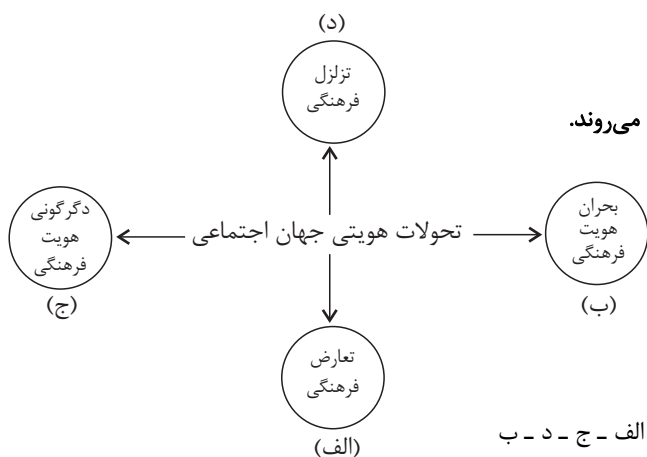 (د)
تزلزل
فرهنگی
می‌روند.
دگرگونی
هویت
فرهنگی
(ج)
تحولات هویتی جهان اجتماعی
بحران
هویت
فرهنگی
(ب)
تعارض
فرهنگی
(الف)
الف ـ ج ـ د ـ ب